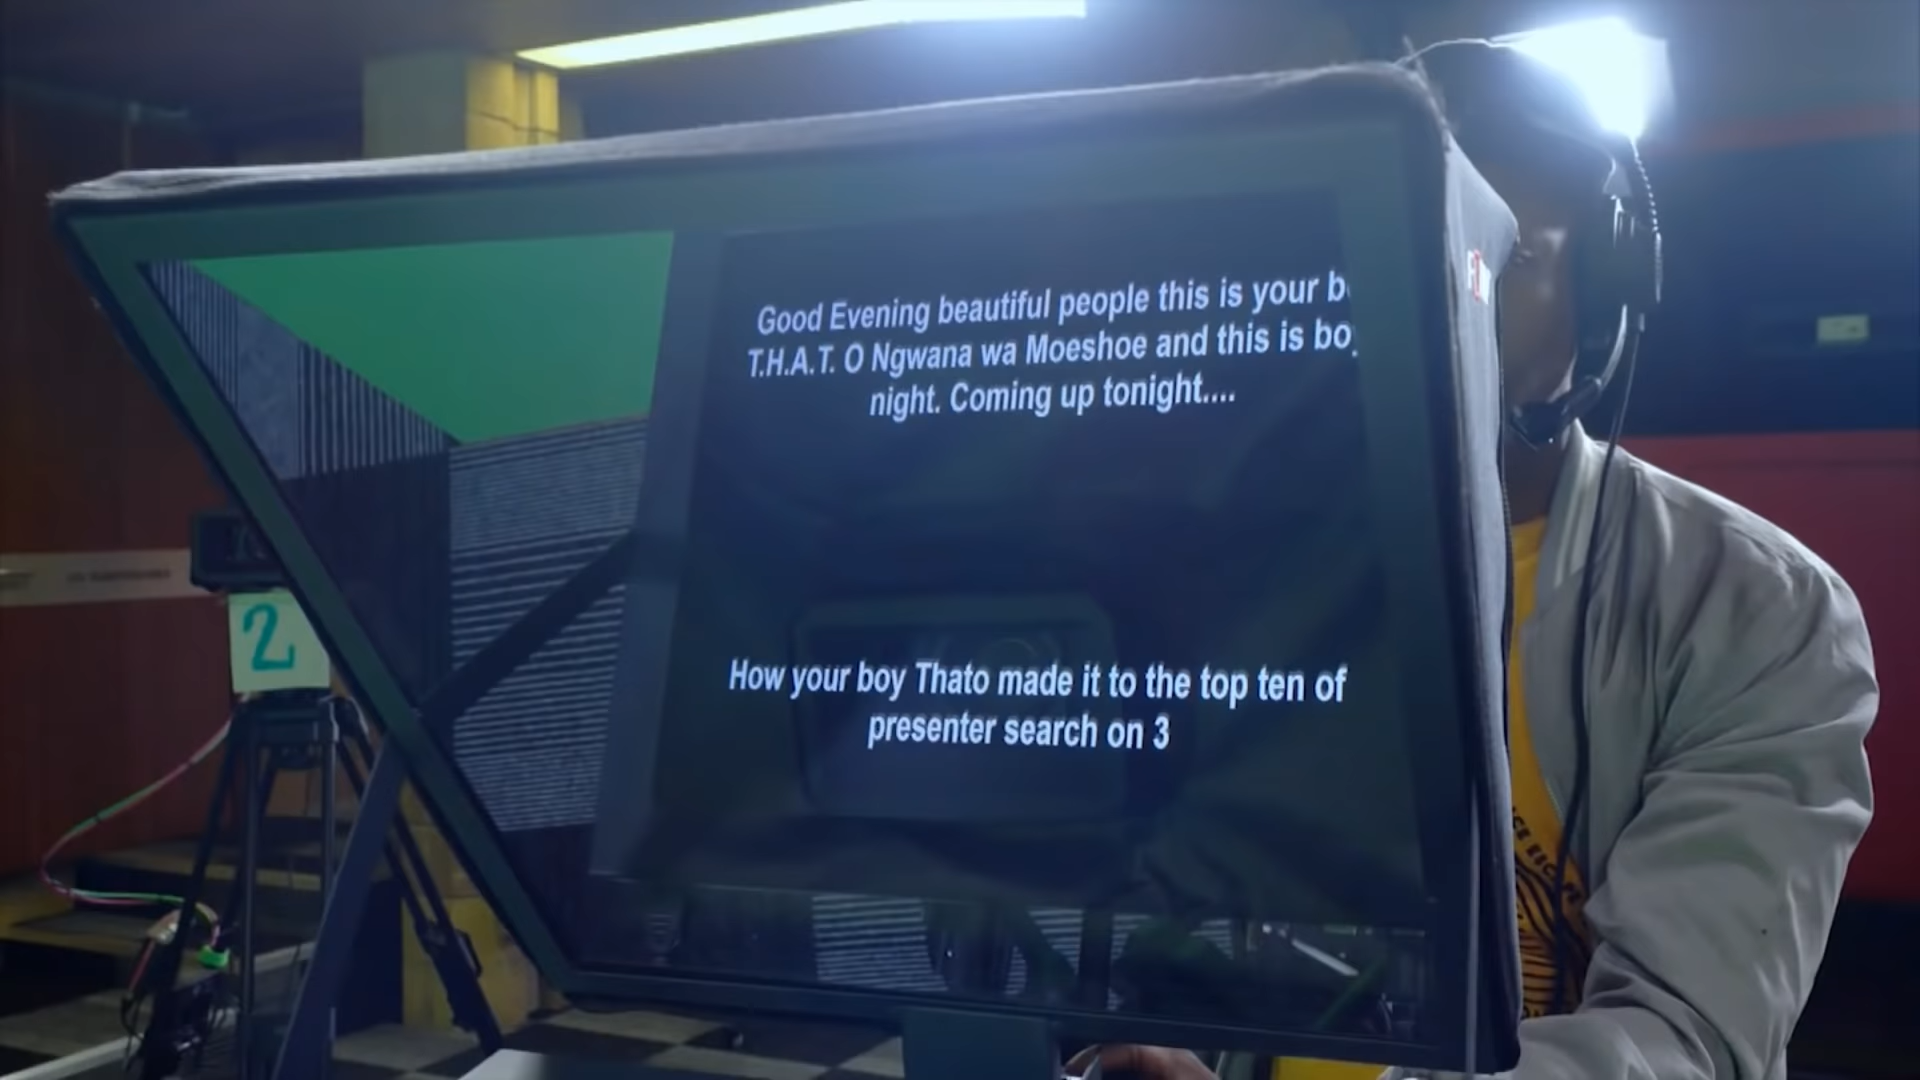 Good Evening beautiful people this is your
T.H.A.T. O Ngwana wa Moeshoe and this is
night. Coming up tonight....
How your boy Thato made it to the top ten of
presenter search on 3
2